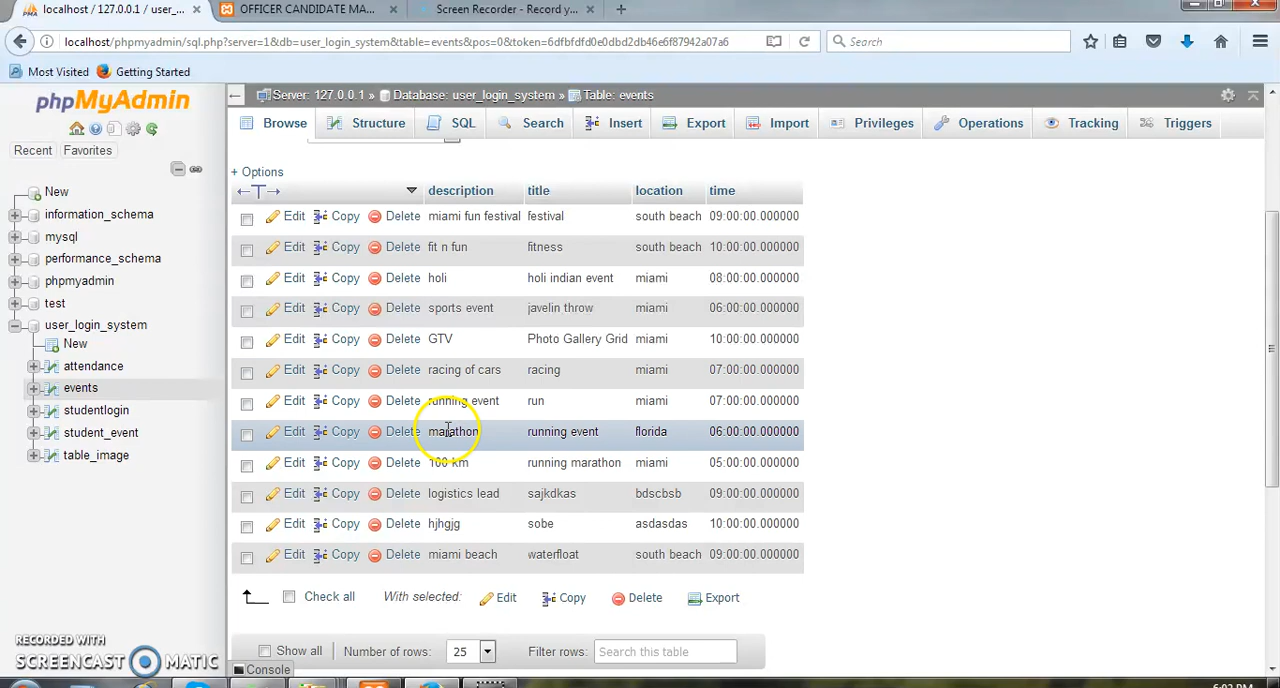 localhost / 127.0.0.1 / user_...
OFFICER CANDIDATE MA...
Screen Recorder - Record y...
localhost/phpmyadmin/sql.php?server=1&db=user_login_system&table=events&pos=0&token=6dfbfdfd0e0dbd2db46e6f87942a07a6
Search
Most Visited Getting Started
phpMyAdmin
Recent Favorites
New
information_schema
mysql
performance_schema
phpmyadmin
test
user_login_system
New
attendance
events
studentlogin
student_event
table_image
Server: 127.0.0.1 » Database: user_login_system » Table: events
Browse Structure SQL Search Insert Export Import Privileges Operations Tracking Triggers
+ Options
←T→ description title location time
Edit Copy Delete miami fun festival festival south beach 09:00:00.000000
Edit Copy Delete fit n fun fitness south beach 10:00:00.000000
Edit Copy Delete holi holi indian event miami 08:00:00.000000
Edit Copy Delete sports event javelin throw miami 06:00:00.000000
Edit Copy Delete GTV Photo Gallery Grid miami 10:00:00.000000
Edit Copy Delete racing of cars racing miami 07:00:00.000000
Edit Copy Delete running event run miami 07:00:00.000000
Edit Copy Delete marathon running event florida 06:00:00.000000
Edit Copy Delete 100 km running marathon miami 05:00:00.000000
Edit Copy Delete logistics lead sajkdkas bdscbsb 09:00:00.000000
Edit Copy Delete hjhgjg sobe asdasdas 10:00:00.000000
Edit Copy Delete miami beach waterfloat south beach 09:00:00.000000
Check all With selected: Edit Copy Delete Export
Show all Number of rows: 25 Filter rows: Search this table
Console
RECORDED WITH
SCREENCAST MATIC